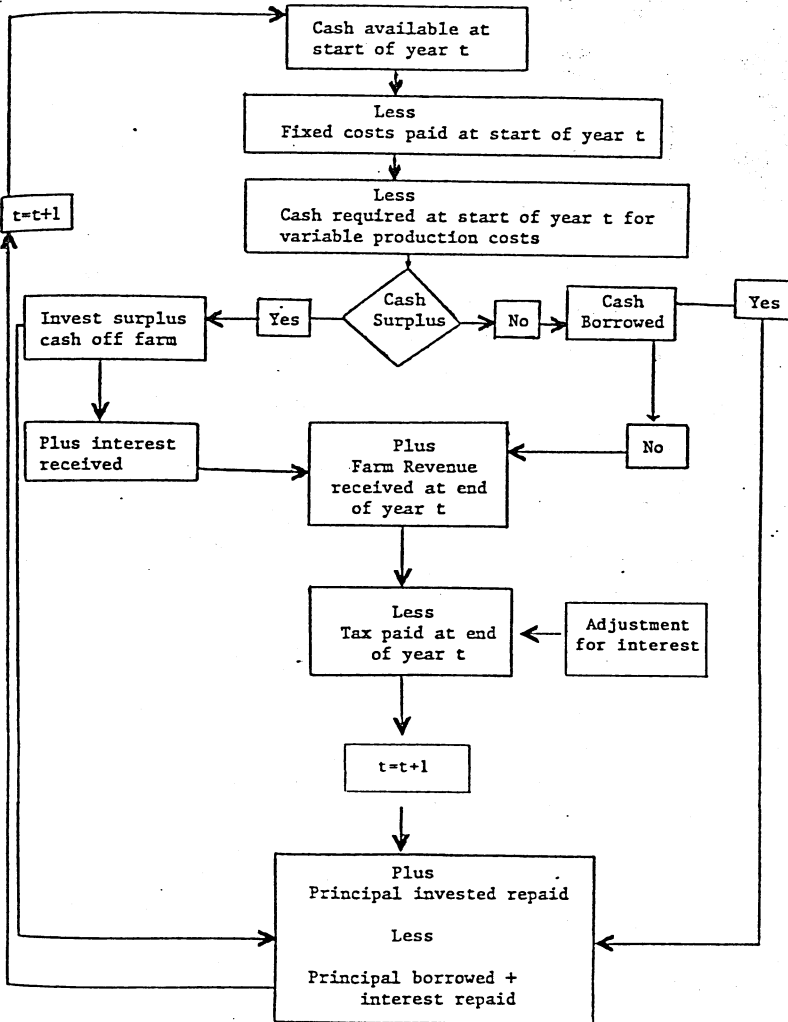 Cash available at
start of year t
Less
Fixed costs paid at start of year t
Less
Cash required at start of year t for
variable production costs
t=t+1
Cash
Surplus
Yes
No
Cash
Borrowed
Yes
Invest surplus
cash off farm
Plus interest
received
Plus
Farm Revenue
received at end
of year t
No
Less
Tax paid at end
of year t
Adjustment
for interest
t=t+1
Plus
Principal invested repaid
Less
Principal borrowed +
interest repaid